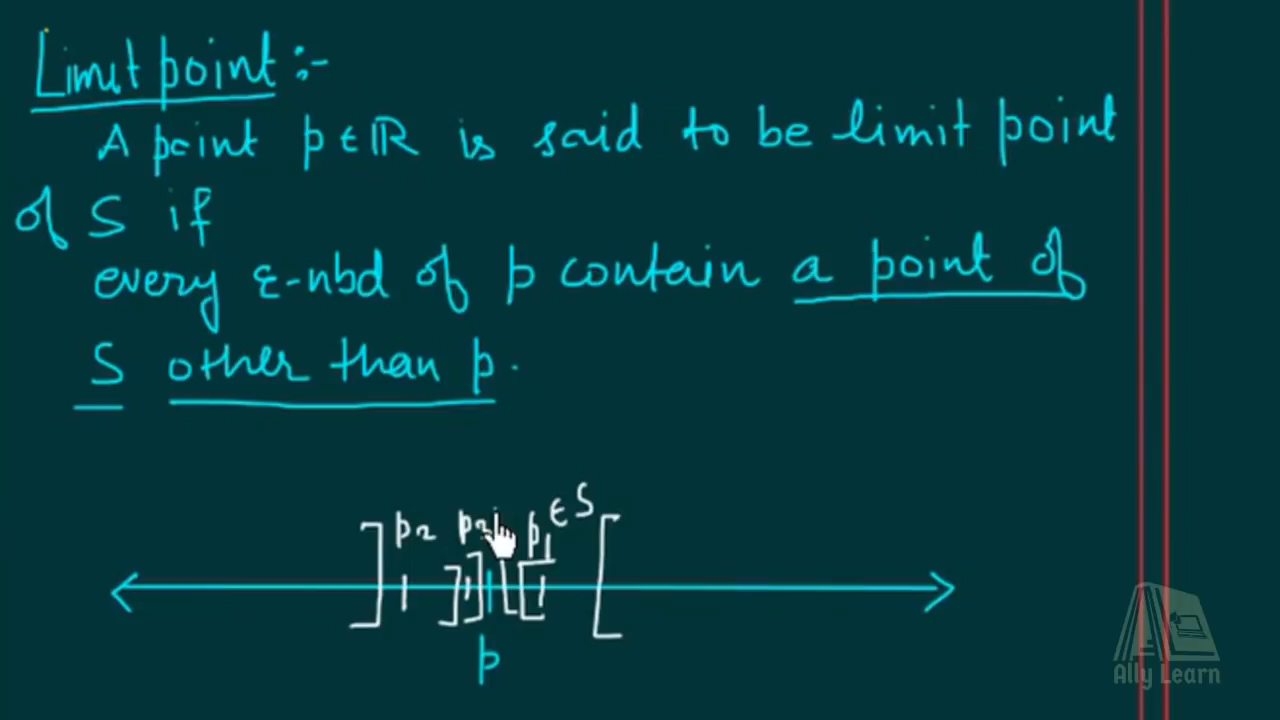 Limit point :-
A point p ∈ ℝ is said to be limit point
of S if
every ε-nbd of p contain a point of
S other than p.
p₂ p₁ ∈ S
p
Ally Learn